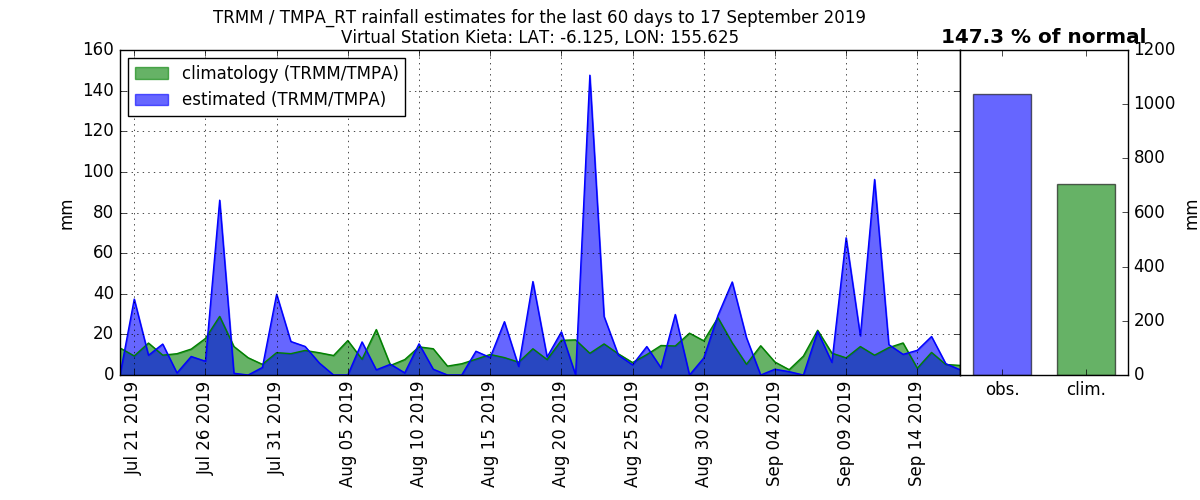 TRMM / TMPA_RT rainfall estimates for the last 60 days to 17 September 2019
Virtual Station Kieta: LAT: -6.125, LON: 155.625
147.3 % of normal
climatology (TRMM/TMPA)
estimated (TRMM/TMPA)
mm
160
140
120
100
80
60
40
20
0
Jul 21 2019
Jul 26 2019
Jul 31 2019
Aug 05 2019
Aug 10 2019
Aug 15 2019
Aug 20 2019
Aug 25 2019
Aug 30 2019
Sep 04 2019
Sep 09 2019
Sep 14 2019
obs.
clim.
1200
1000
800
600
400
200
0
mm